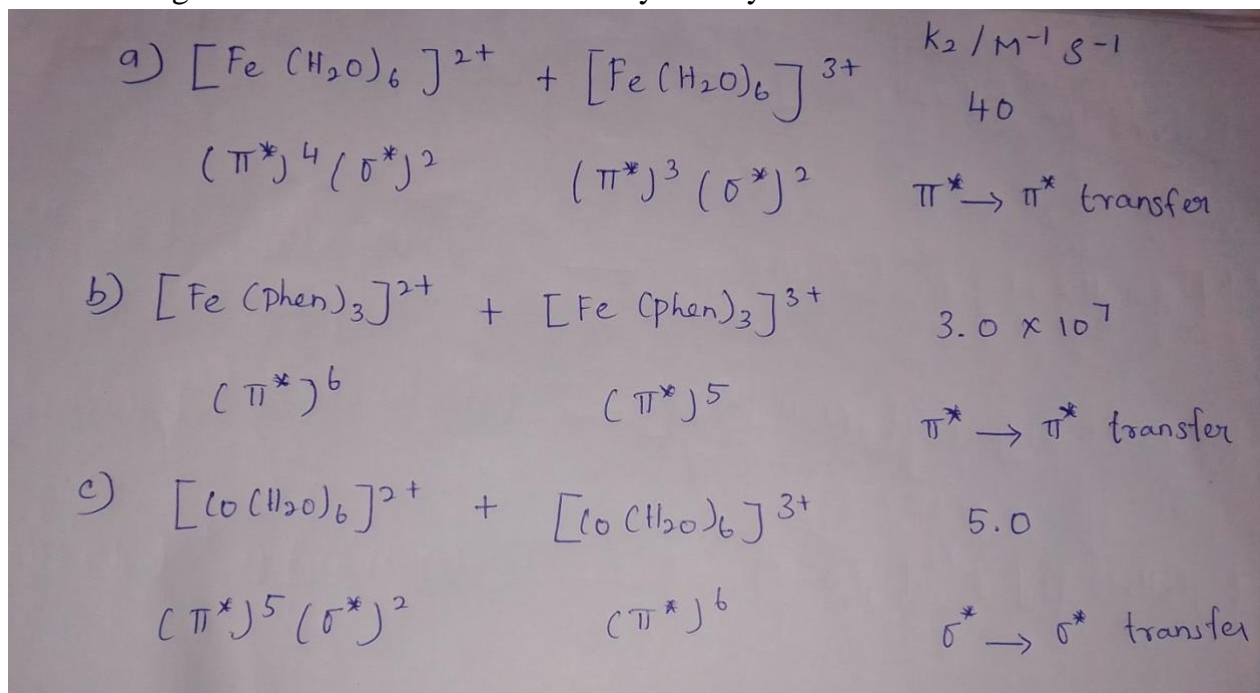 k2 / M-1 s-1
a) [Fe (H2O)6]2+ + [Fe (H2O)6] 3+
40
(π*)4 (σ*)2 (π*)3 (σ*)2 π* → π* transfer
b) [Fe (phen)3]2+ + [Fe (phen)3]3+ 3.0 x 107
(π*)6 (π*)5 π* → π* transfer
c) [Co (H2O)6]2+ + [Co (H2O)6] 3+ 5.0
(π*)5 (σ*)2 (π*)6 σ* → σ* transfer